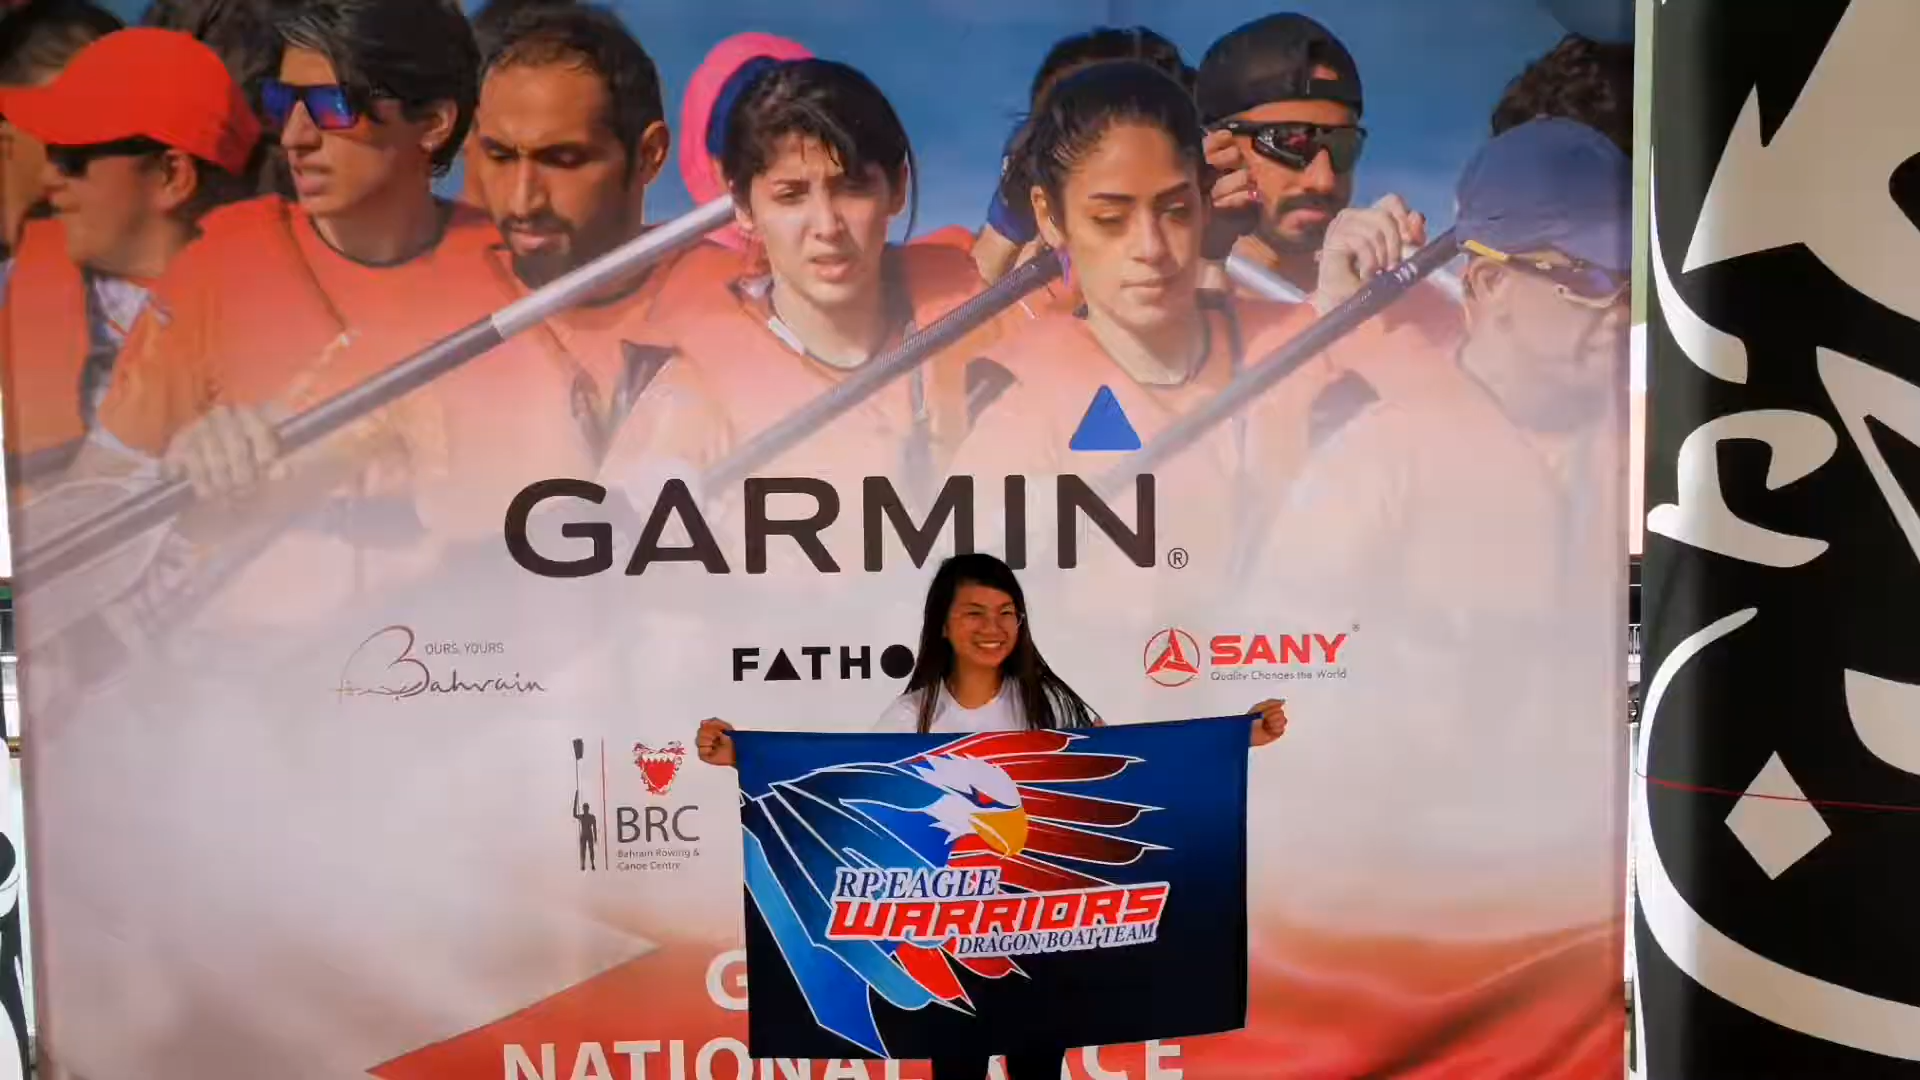 GARMIN®
OURS. YOURS
Bahrain
FATHO
SANY®
Quality Changes the World
BRC
Bahrain Rowing &
Canoe Centre
RP EAGLE
WARRIORS
DRAGON BOAT TEAM
G
NATIONAL